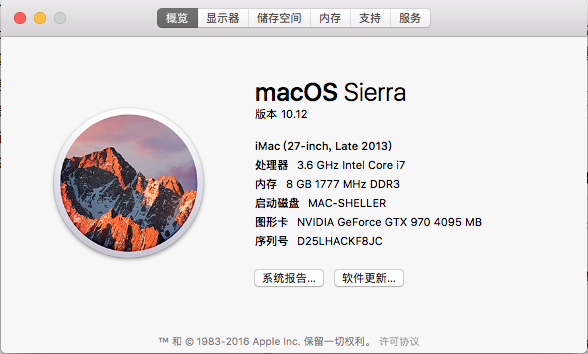 概览 显示器 储存空间 内存 支持 服务
macOS Sierra
版本 10.12
iMac (27-inch, Late 2013)
处理器 3.6 GHz Intel Core i7
内存 8 GB 1777 MHz DDR3
启动磁盘 MAC-SHELLER
图形卡 NVIDIA GeForce GTX 970 4095 MB
序列号 D25LHACKF8JC
系统报告... 软件更新...
™ 和 © 1983-2016 Apple Inc. 保留一切权利。 许可协议